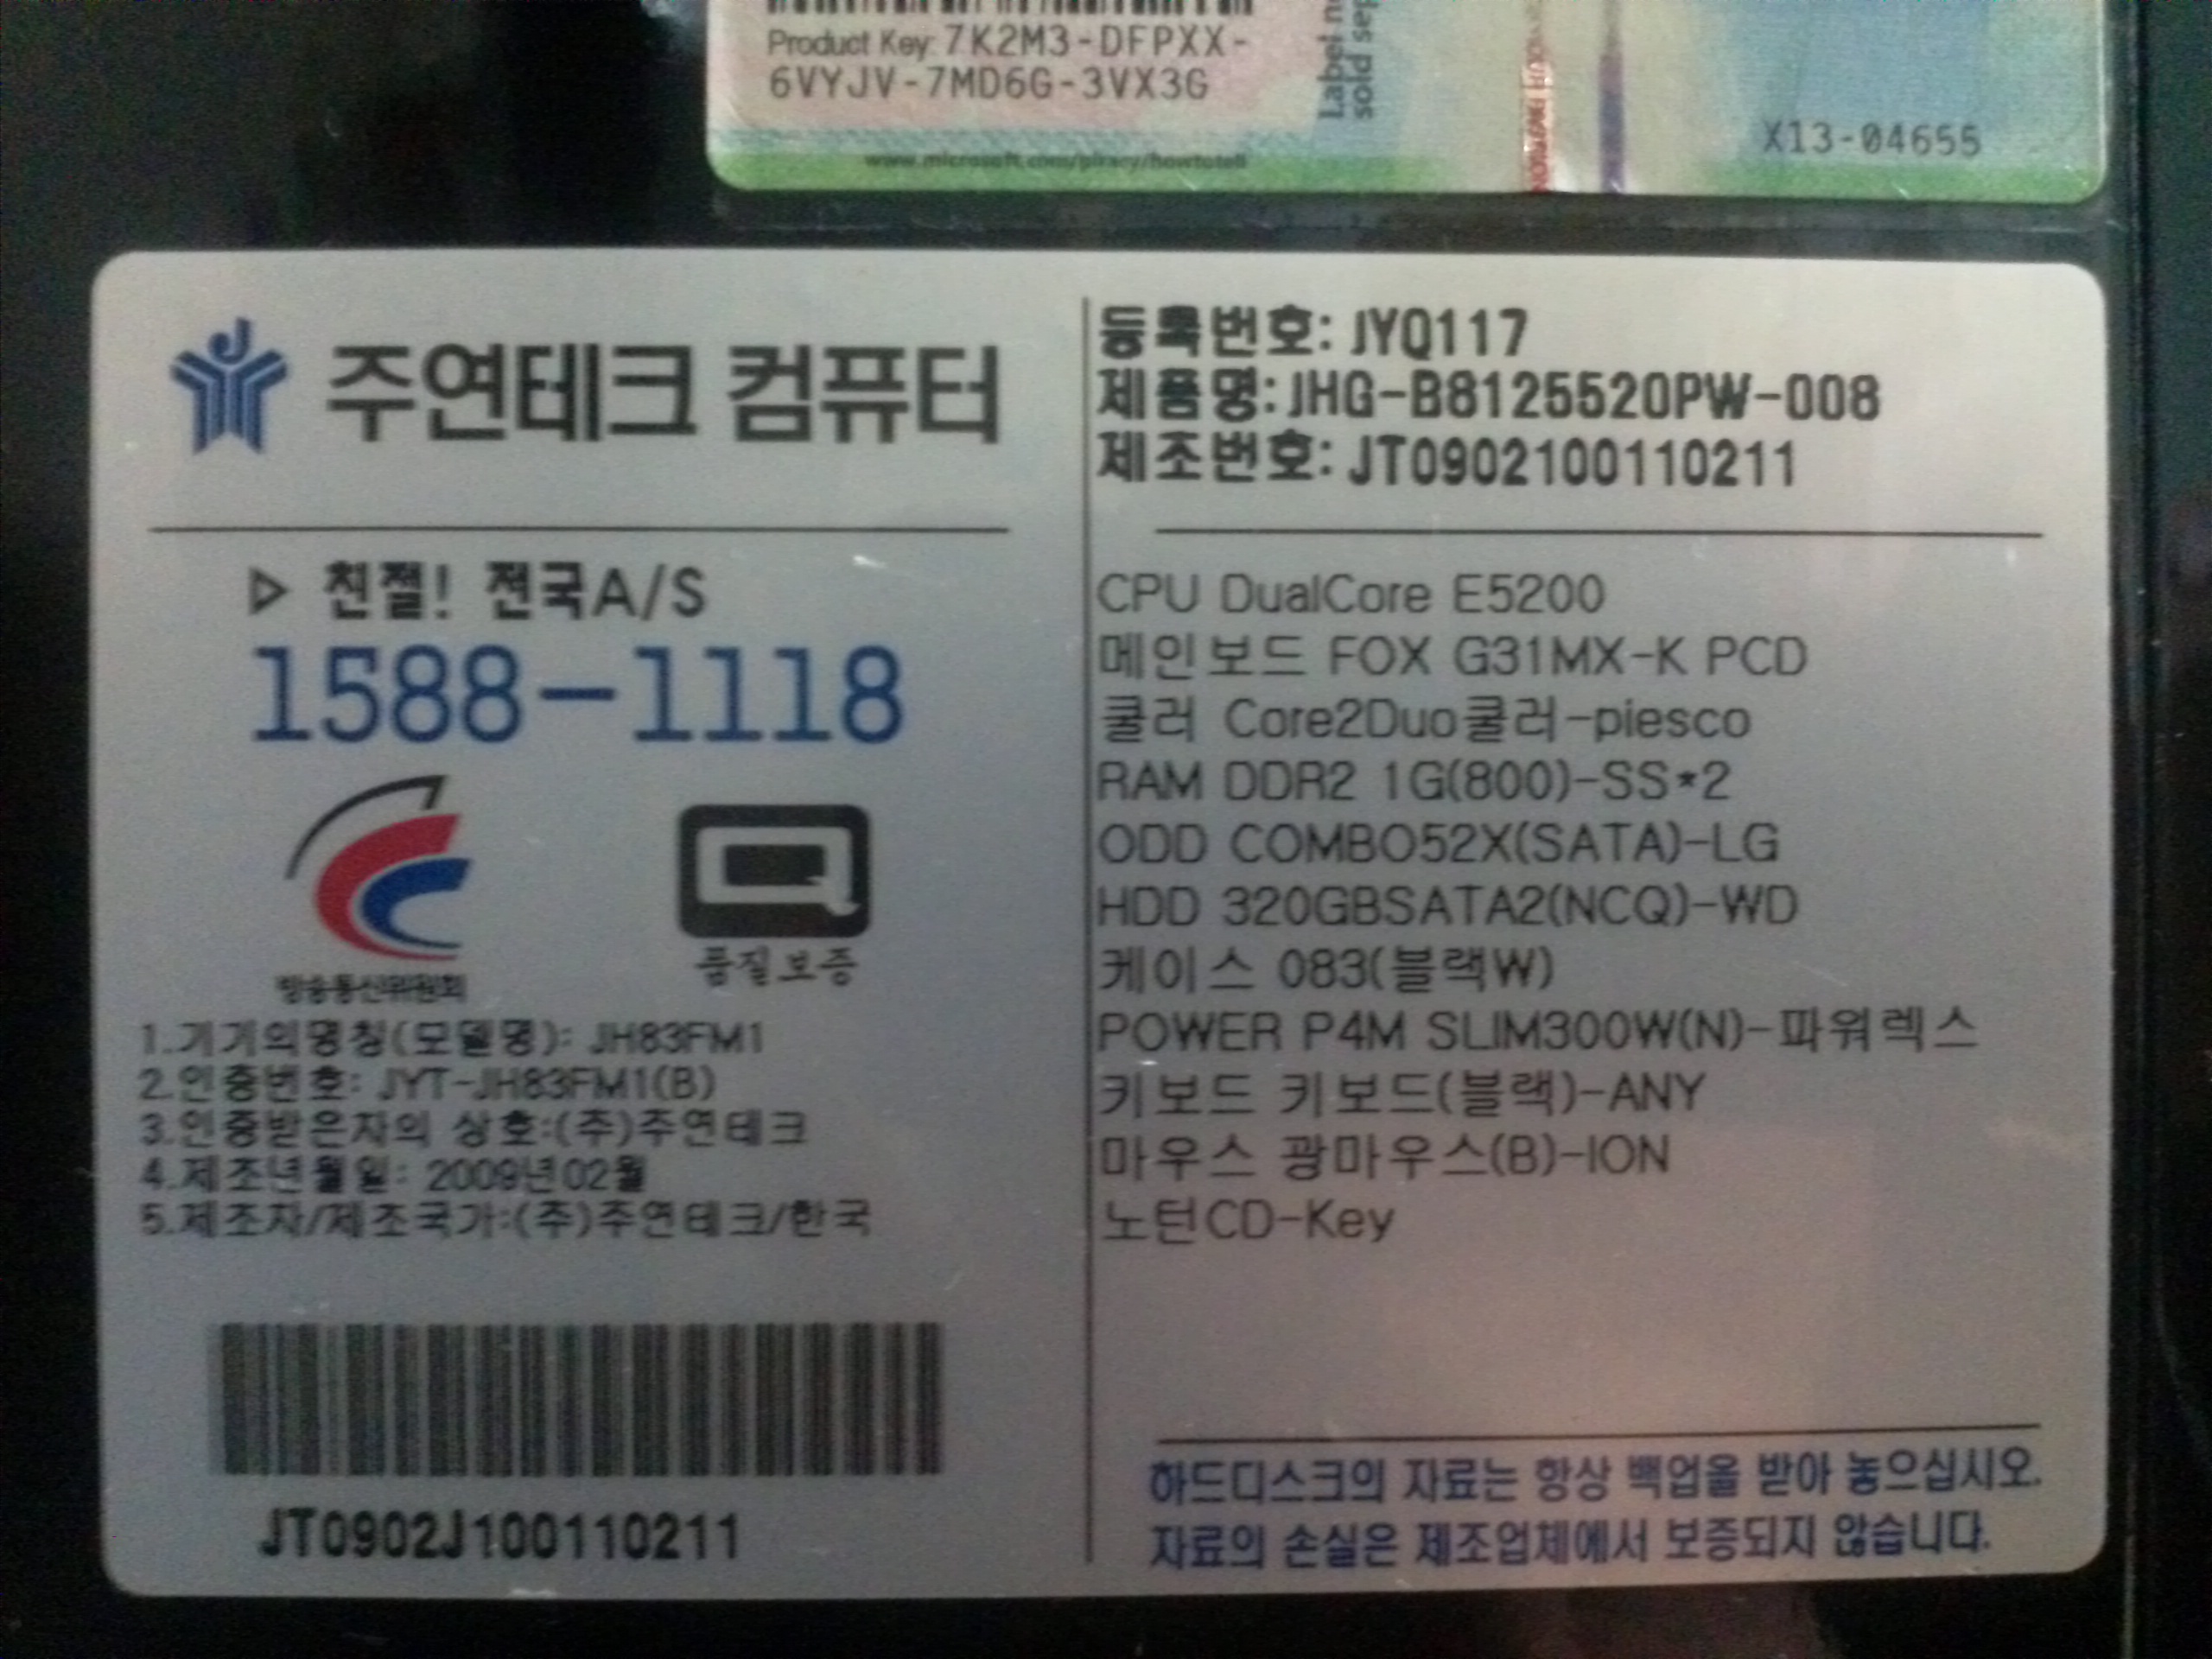 Product Key: 7K2M3-DFPXX-
6VYJV-7MD6G-3VX3G
www.microsoft.com/piracy/howtotell
Label
sold sep
X13-04655
주연테크 컴퓨터
▷ 친절! 전국A/S
1588-1118
방송통신위원회
Q
품질보증
1.기기의명칭(모델명): JH83FM1
2.인증번호: JYT-JH83FM1(B)
3.인증받은자의 상호:(주)주연테크
4.제조년월일: 2009년02월
5.제조자/제조국가:(주)주연테크/한국
JT0902J100110211
등록번호: JYQ117
제품명:JHG-B8125520PW-008
제조번호: JT0902100110211
CPU DualCore E5200
메인보드 FOX G31MX-K PCD
쿨러 Core2Duo쿨러-piesco
RAM DDR2 1G(800)-SS*2
ODD COMBO52X(SATA)-LG
HDD 320GBSATA2(NCQ)-WD
케이스 083(블랙W)
POWER P4M SLIM300W(N)-파워렉스
키보드 키보드(블랙)-ANY
마우스 광마우스(B)-ION
노턴CD-Key
하드디스크의 자료는 항상 백업을 받아 놓으십시오.
자료의 손실은 제조업체에서 보증되지 않습니다.